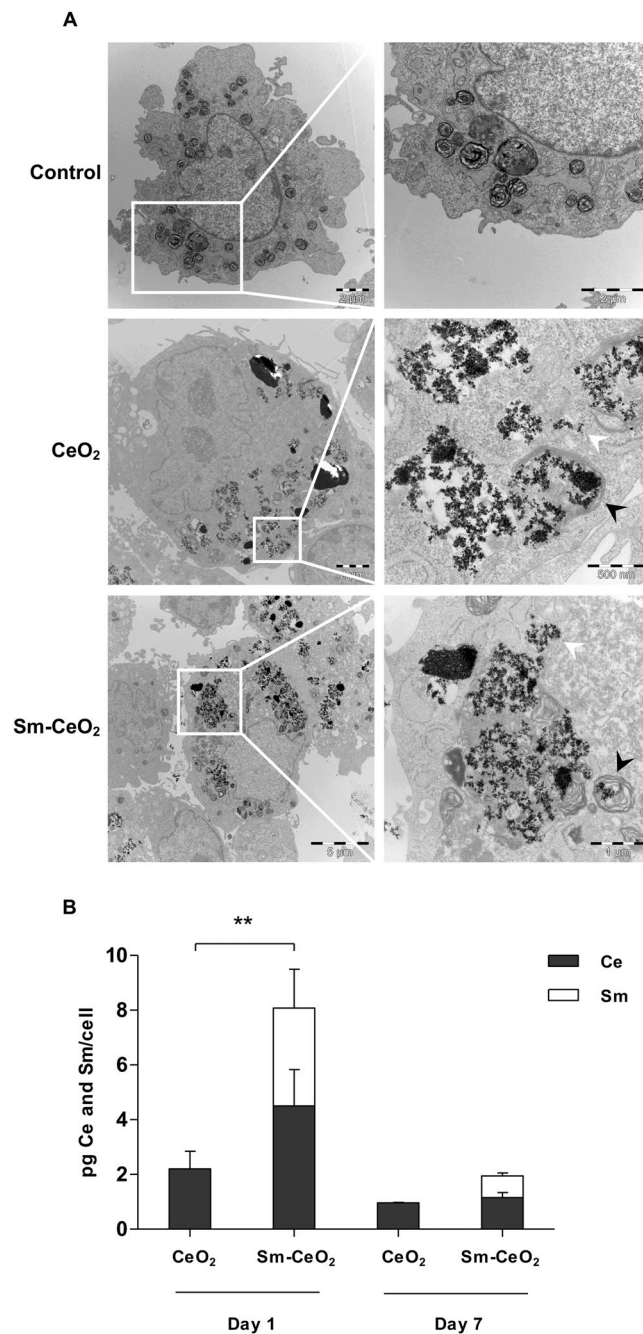 A
Control
2 µm
2 µm
CeO₂
500 nm
Sm-CeO₂
5 µm
1 µm
B
**
10
8
6
4
2
0
pg Ce and Sm/cell
Ce
Sm
CeO₂ Sm-CeO₂ CeO₂ Sm-CeO₂
Day 1 Day 7